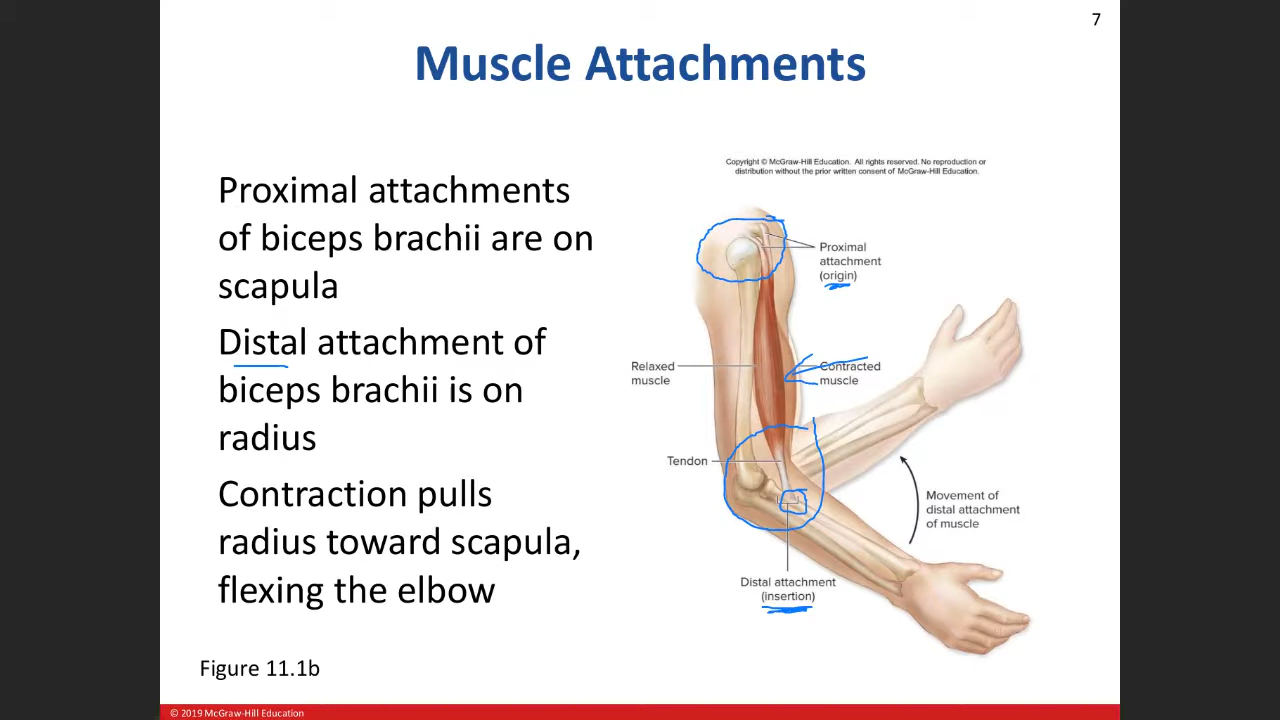 7
Muscle Attachments
Copyright © McGraw-Hill Education. All rights reserved. No reproduction or
distribution without the prior written consent of McGraw-Hill Education.
Proximal attachments
of biceps brachii are on
scapula
Distal attachment of
biceps brachii is on
radius
Contraction pulls
radius toward scapula,
flexing the elbow
Proximal
attachment
(origin)
Relaxed
muscle
Contracted
muscle
Tendon
Movement of
distal attachment
of muscle
Distal attachment
(insertion)
Figure 11.1b
© 2019 McGraw-Hill Education